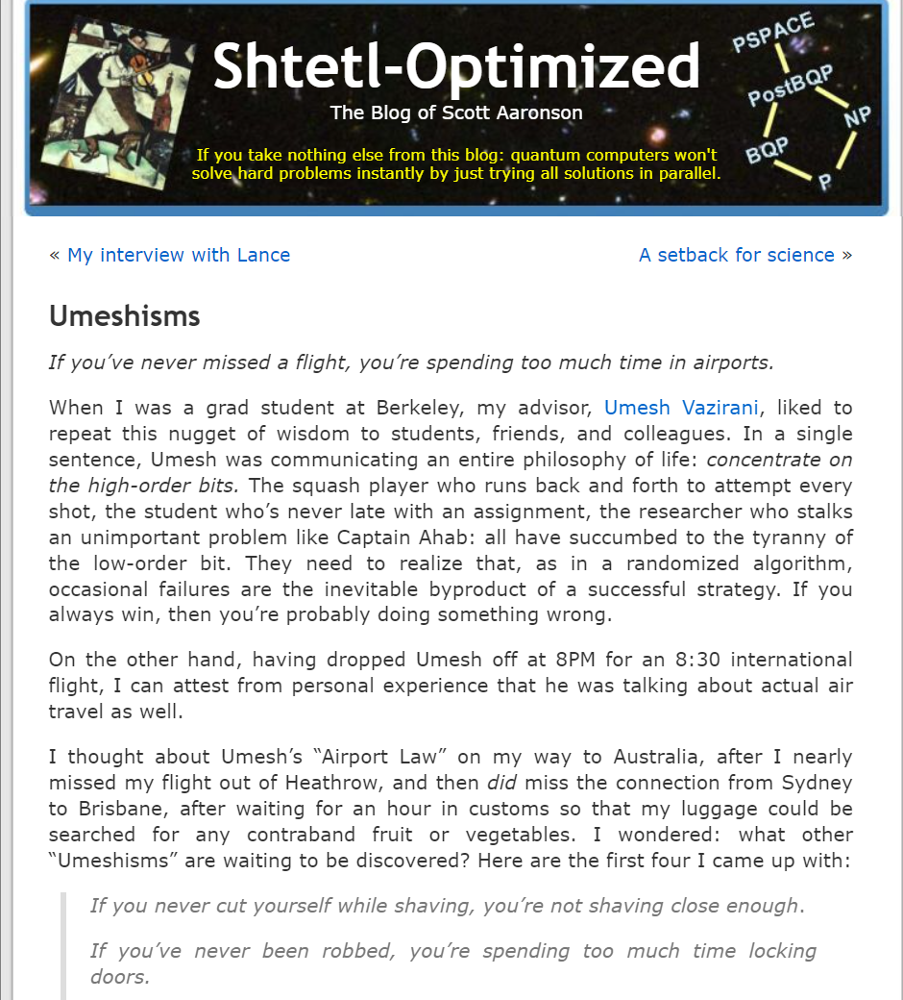 Shtetl-Optimized
The Blog of Scott Aaronson
If you take nothing else from this blog: quantum computers won't
solve hard problems instantly by just trying all solutions in parallel.
PSPACE
PostBQP
NP
BQP
P
« My interview with Lance
A setback for science »
Umeshisms
If you’ve never missed a flight, you’re spending too much time in airports.
When I was a grad student at Berkeley, my advisor, Umesh Vazirani, liked to
repeat this nugget of wisdom to students, friends, and colleagues. In a single
sentence, Umesh was communicating an entire philosophy of life: concentrate on
the high-order bits. The squash player who runs back and forth to attempt every
shot, the student who’s never late with an assignment, the researcher who stalks
an unimportant problem like Captain Ahab: all have succumbed to the tyranny of
the low-order bit. They need to realize that, as in a randomized algorithm,
occasional failures are the inevitable byproduct of a successful strategy. If you
always win, then you’re probably doing something wrong.
On the other hand, having dropped Umesh off at 8PM for an 8:30 international
flight, I can attest from personal experience that he was talking about actual air
travel as well.
I thought about Umesh’s “Airport Law” on my way to Australia, after I nearly
missed my flight out of Heathrow, and then did miss the connection from Sydney
to Brisbane, after waiting for an hour in customs so that my luggage could be
searched for any contraband fruit or vegetables. I wondered: what other
“Umeshisms” are waiting to be discovered? Here are the first four I came up with:
If you never cut yourself while shaving, you’re not shaving close enough.
If you’ve never been robbed, you’re spending too much time locking
doors.